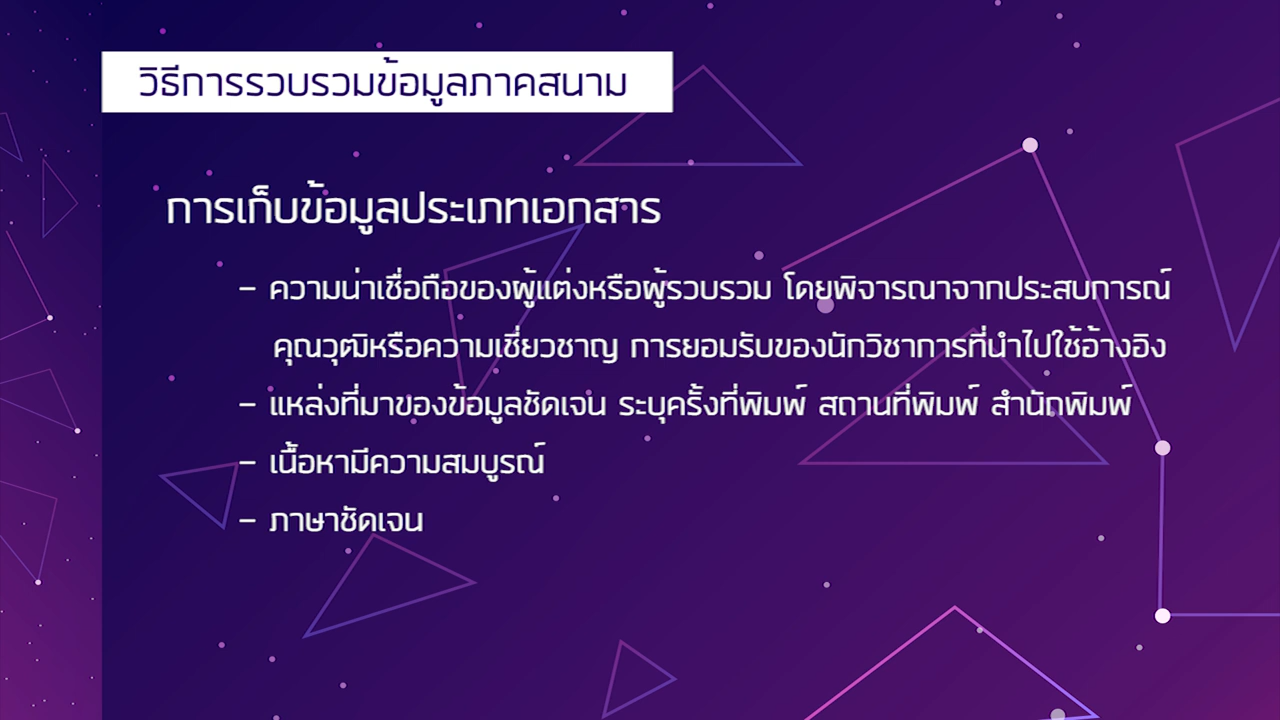 วิธีการรวบรวมข้อมูลภาคสนาม
การเก็บข้อมูลประเภทเอกสาร
– ความน่าเชื่อถือของผู้แต่งหรือผู้รวบรวม โดยพิจารณาจากประสบการณ์
คุณวุฒิหรือความเชี่ยวชาญ การยอมรับของนักวิชาการที่นำไปใช้อ้างอิง
– แหล่งที่มาของข้อมูลชัดเจน ระบุครั้งที่พิมพ์ สถานที่พิมพ์ สำนักพิมพ์
– เนื้อหามีความสมบูรณ์
– ภาษาชัดเจน